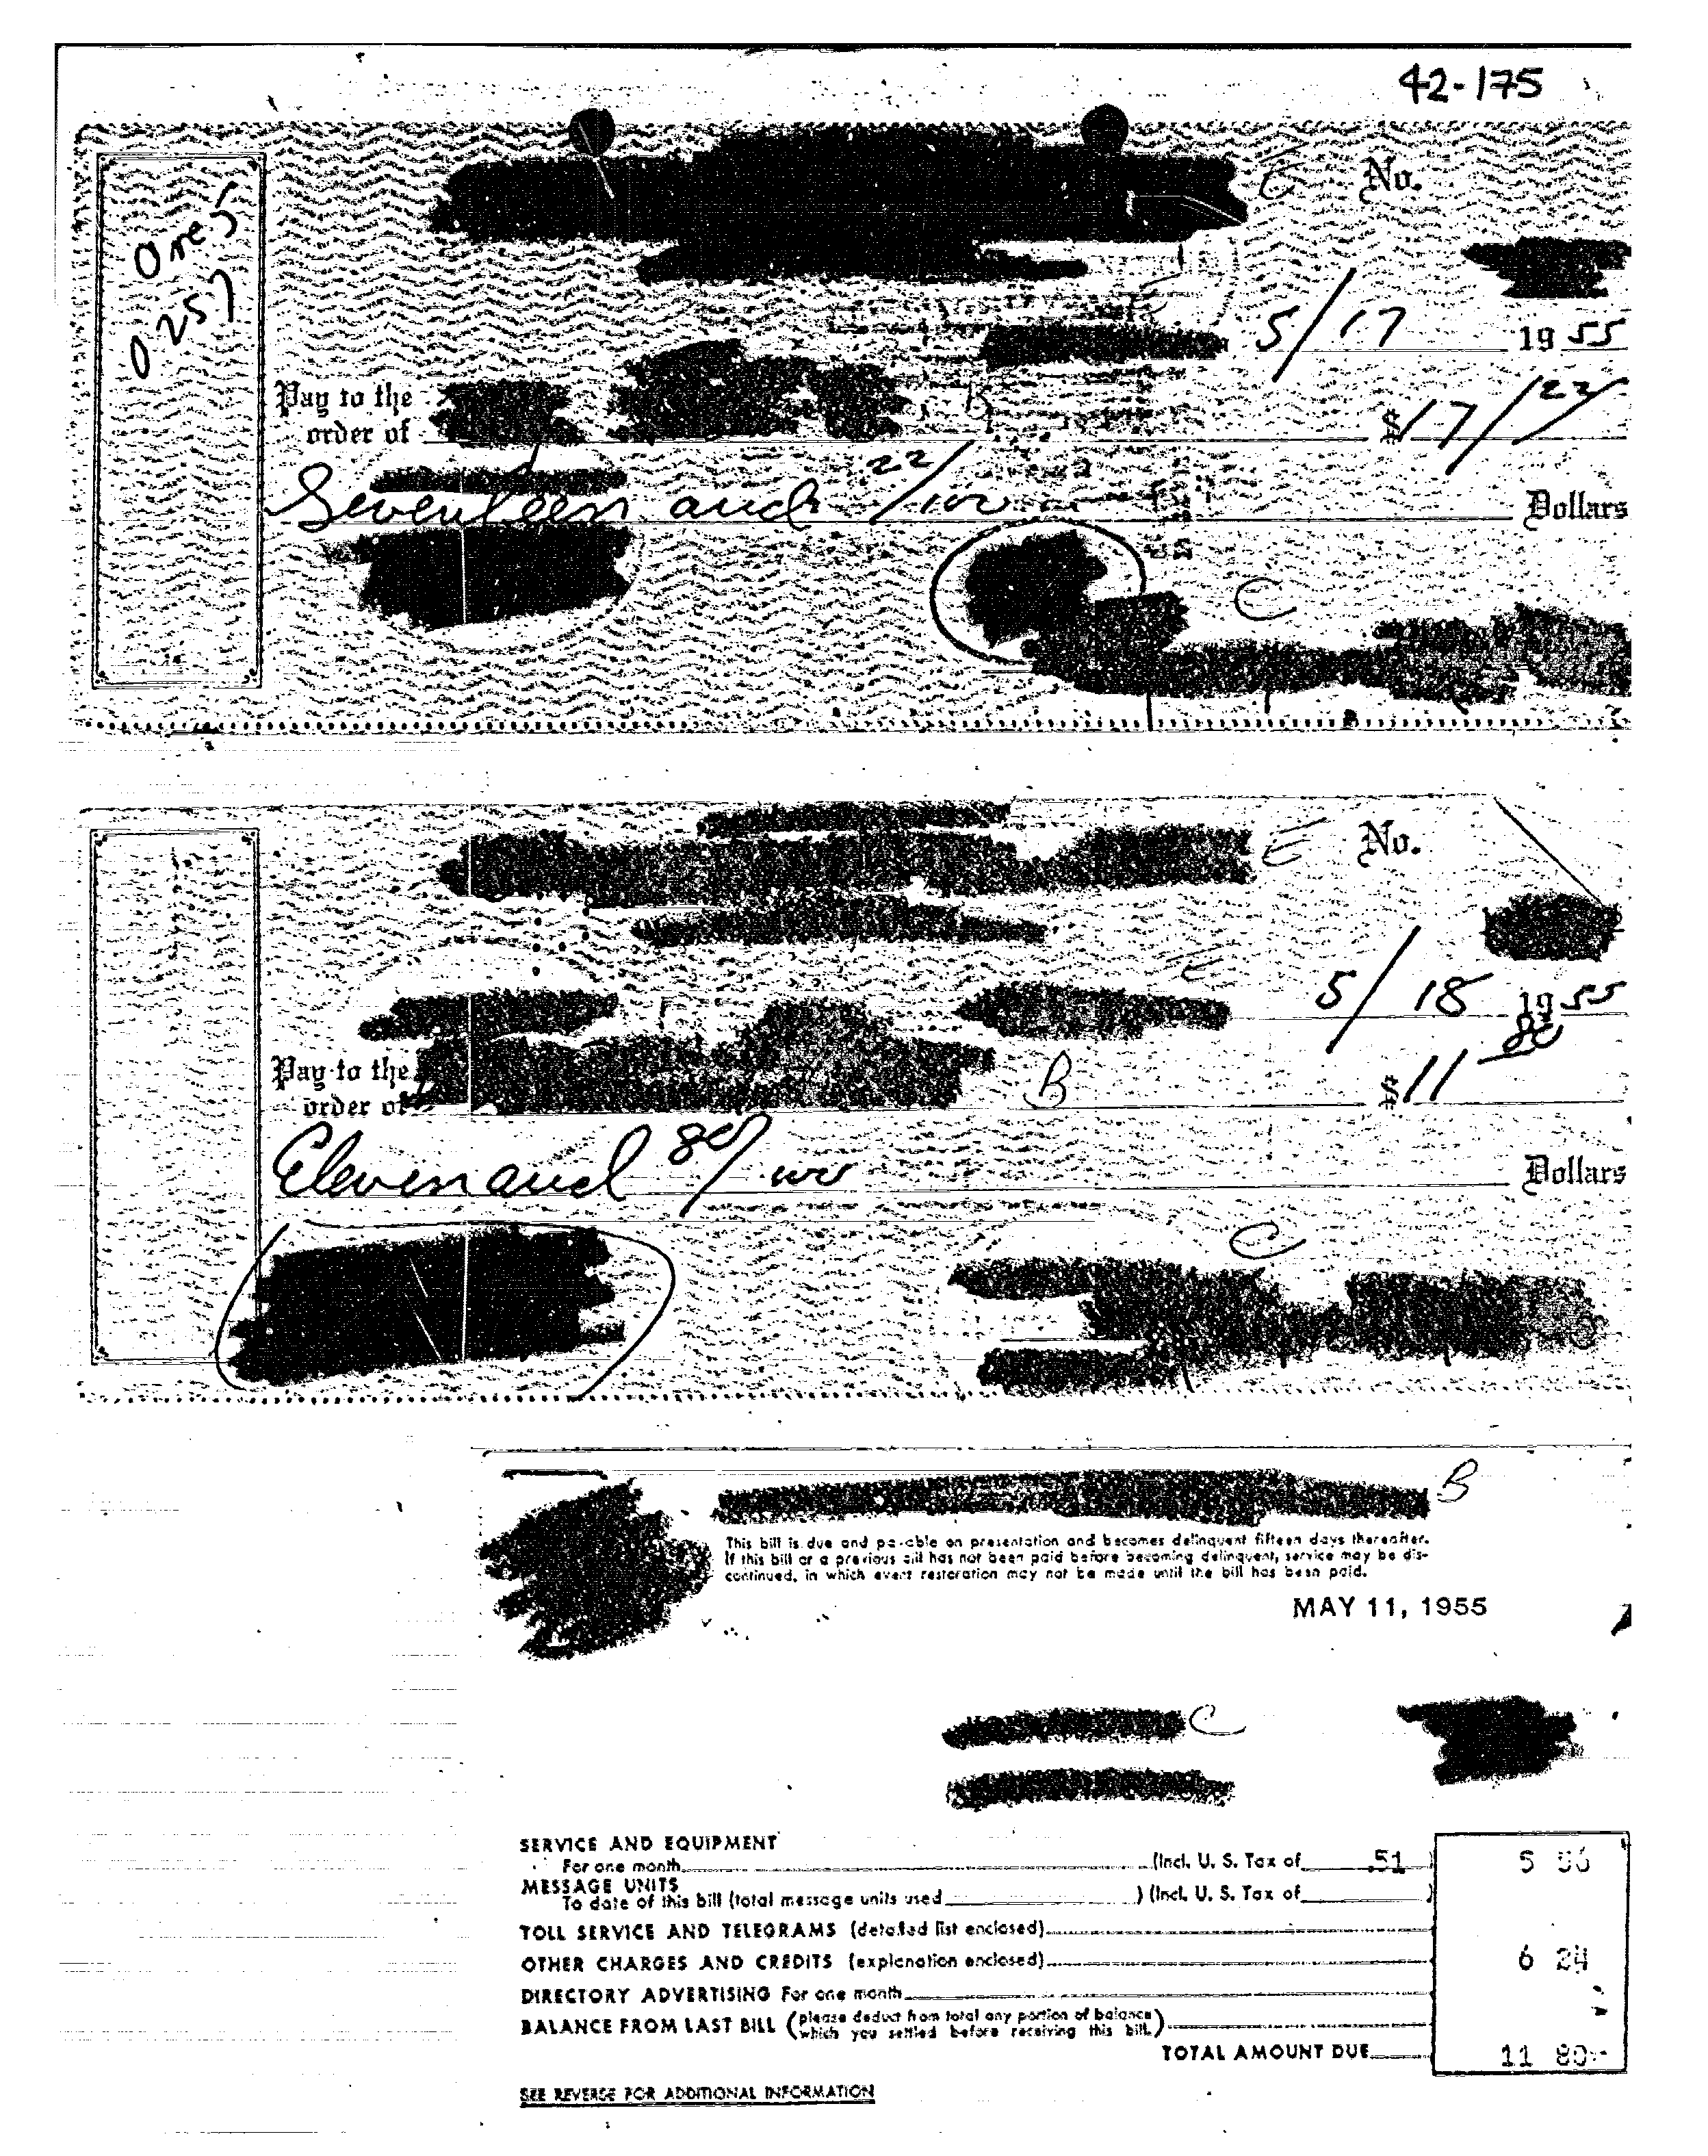 42-175
Ores
0257
E No.
5/17 1955
Pay to the
order of B $17/22
Seventeen and 22/100 Dollars
C
E No.
E
5/18 1955
Pay to the
order of B $11 80
Eleven and 80/100 Dollars
C
B
This bill is due and payable on presentation and becomes delinquent fifteen days thereafter.
If this bill or a previous bill has not been paid before becoming delinquent, service may be dis-
continued, in which event restoration may not be made until the bill has been paid.
MAY 11, 1955
C
SERVICE AND EQUIPMENT
For one month (Incl. U. S. Tax of .51 ) 5 56
MESSAGE UNITS
To date of this bill (total message units used ) (Incl. U. S. Tax of )
TOLL SERVICE AND TELEGRAMS (detailed list enclosed)
OTHER CHARGES AND CREDITS (explanation enclosed) 6 24
DIRECTORY ADVERTISING For one month
BALANCE FROM LAST BILL (please deduct from total any portion of balance
which you settled before receiving this bill.)
TOTAL AMOUNT DUE 11 80
SEE REVERSE FOR ADDITIONAL INFORMATION